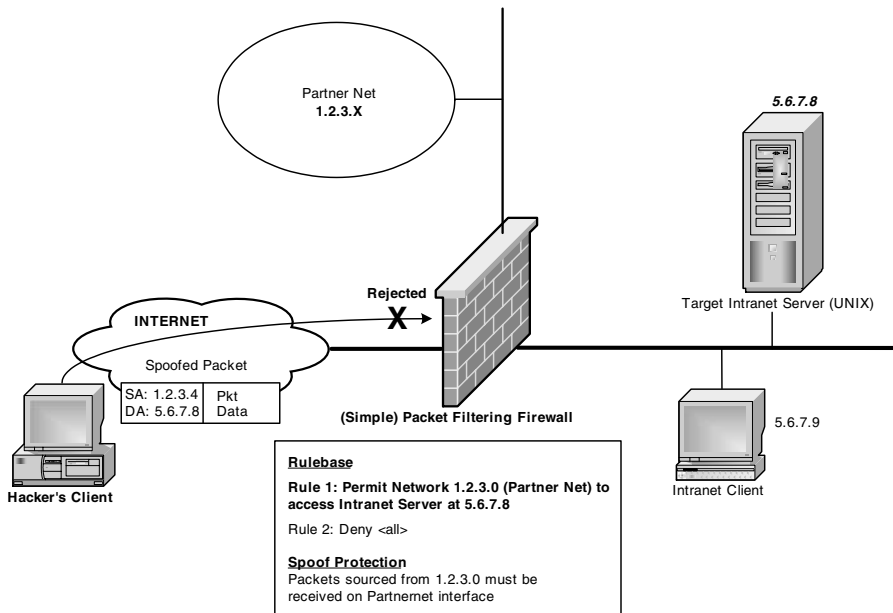 Partner Net
1.2.3.X
5.6.7.8
Target Intranet Server (UNIX)
Rejected
X
INTERNET
Spoofed Packet
SA: 1.2.3.4
DA: 5.6.7.8
Pkt
Data
(Simple) Packet Filtering Firewall
Hacker's Client
5.6.7.9
Intranet Client
Rulebase
Rule 1: Permit Network 1.2.3.0 (Partner Net) to
access Intranet Server at 5.6.7.8
Rule 2: Deny <all>
Spoof Protection
Packets sourced from 1.2.3.0 must be
received on Partnernet interface